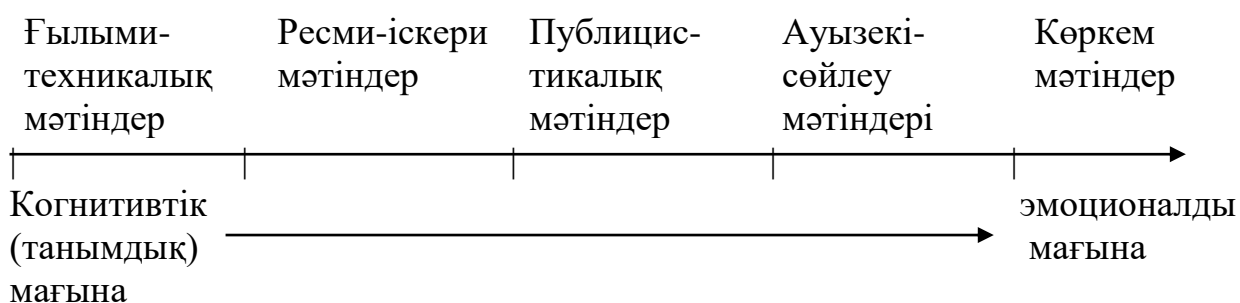 Ғылыми-
техникалық
мәтіндер
Ресми-іскери
мәтіндер
Публицис-
тикалық
мәтіндер
Ауызекі-
сөйлеу
мәтіндері
Көркем
мәтіндер
Когнитивтік
(танымдық)
мағына
эмоционалды
мағына